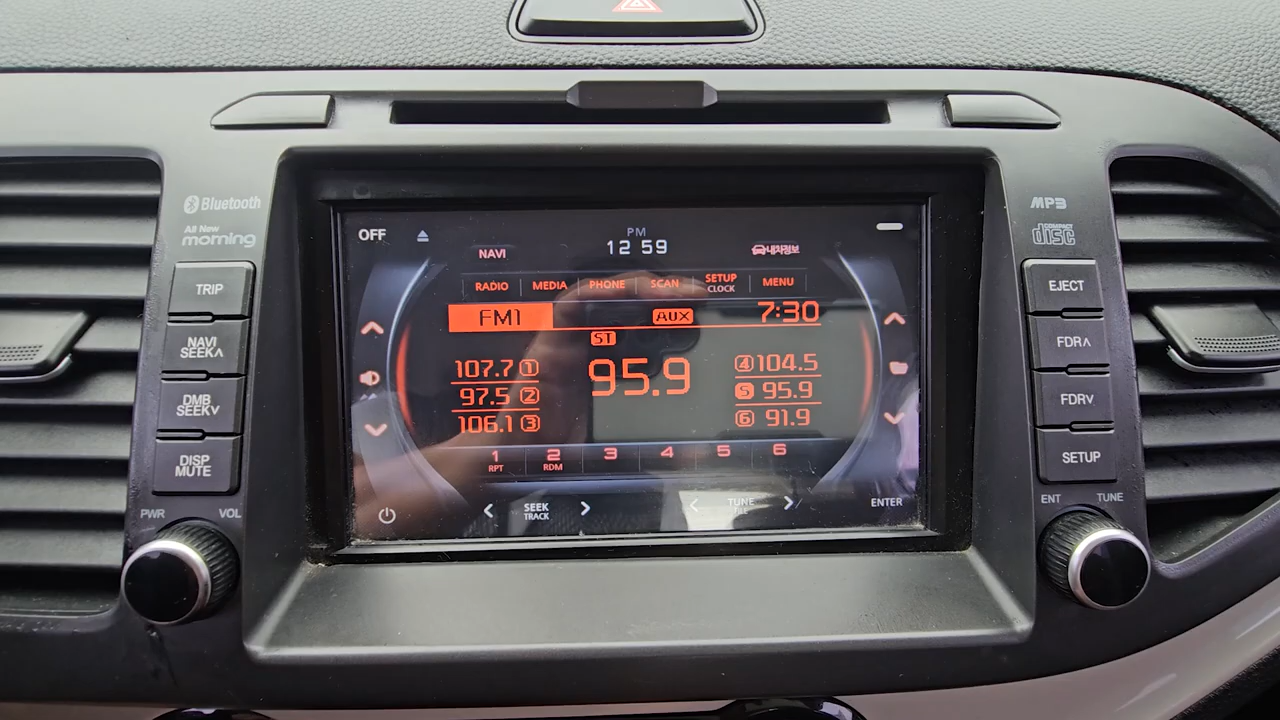 Bluetooth
All New
morning
TRIP
NAVI
SEEK∧
DMB
SEEK∨
DISP
MUTE
PWR VOL
OFF
PM
12 59
NAVI
내차정보
RADIO MEDIA PHONE SCAN SETUP MENU
CLOCK
FM1 AUX 7:30
ST
107.7 1
97.5 2
106.1 3
95.9
4 104.5
5 95.9
6 91.9
1 2 3 4 5 6
RPT RDM
SEEK
TRACK
TUNE
FILE
ENTER
MP3
COMPACT
disc
EJECT
FDR∧
FDR∨
SETUP
ENT TUNE